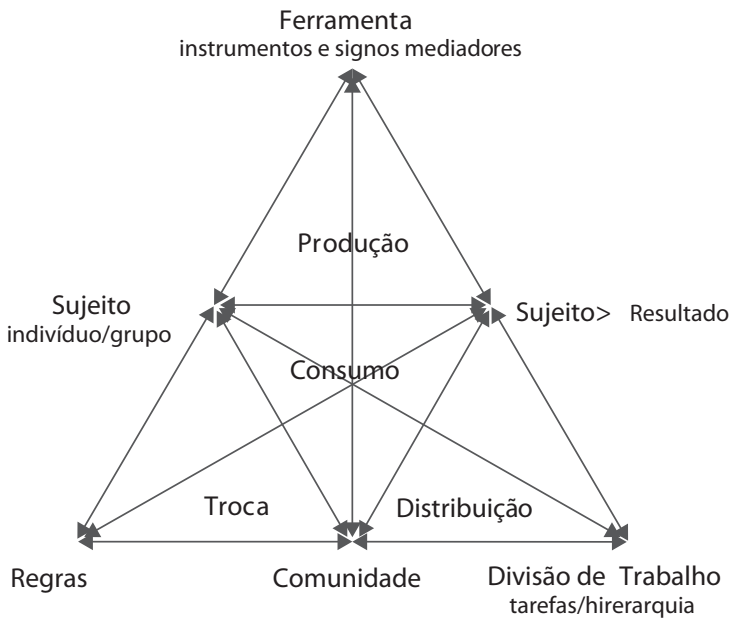 Ferramenta
instrumentos e signos mediadores
Produção
Sujeito
indivíduo/grupo
Sujeito> Resultado
Consumo
Troca
Distribuição
Regras
Comunidade
Divisão de Trabalho
tarefas/hirerarquia